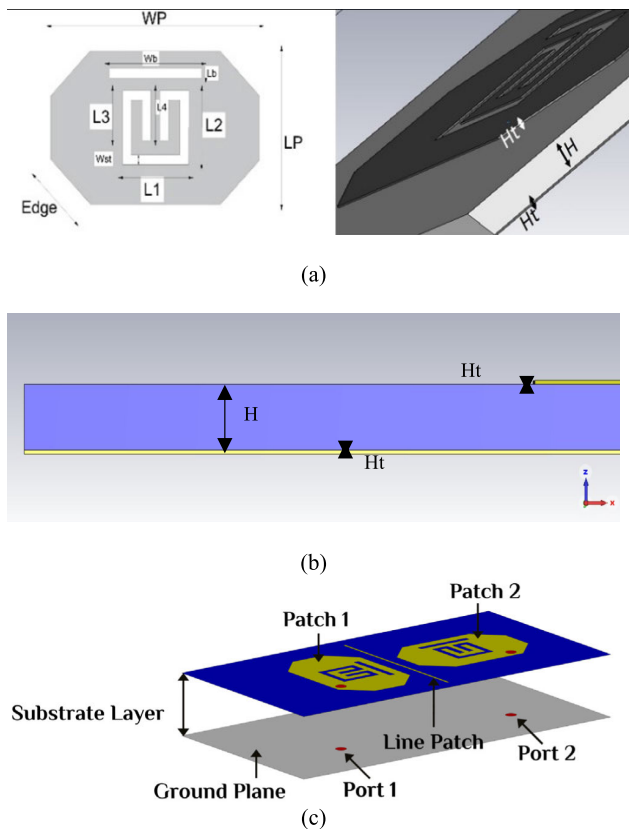 WP
Wb
Lb
L3
L4
L2
LP
Wst
L1
Edge
Ht
H
Ht
(a)
Ht
H
Ht
z
x
(b)
Patch 2
Patch 1
Substrate Layer
Line Patch
Port 2
Ground Plane
Port 1
(c)